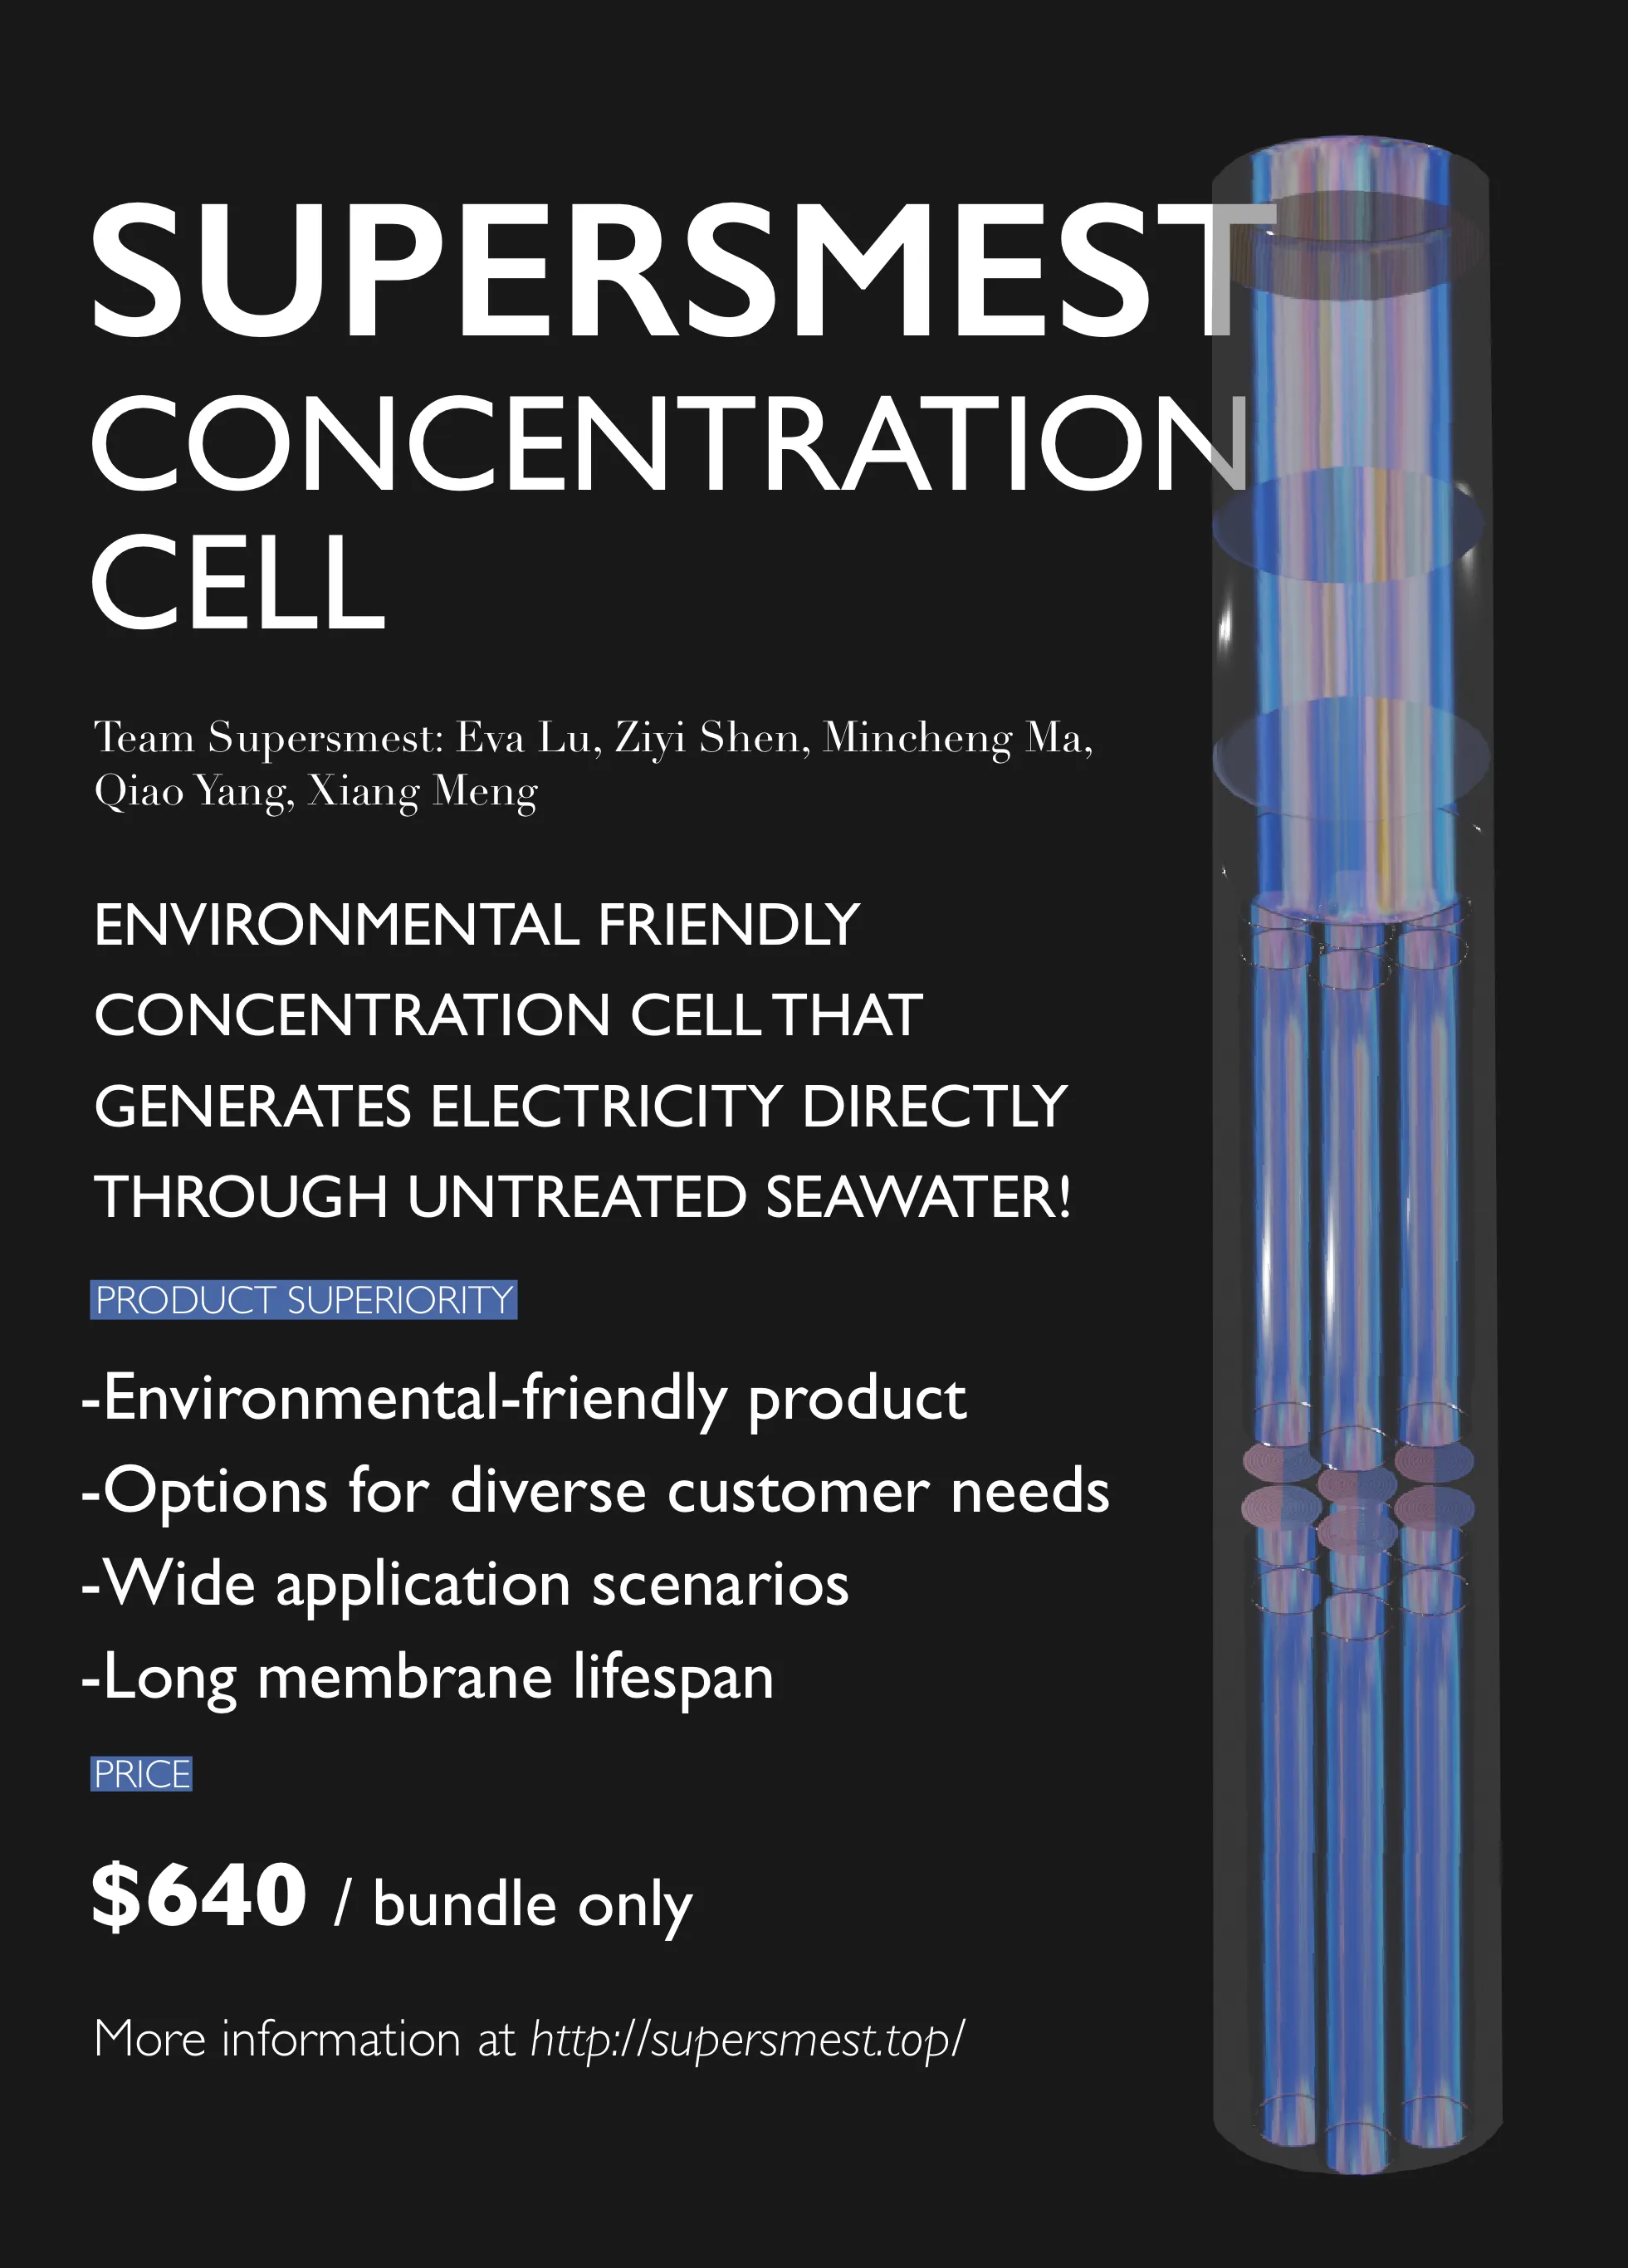 SUPERSMEST
CONCENTRATION
CELL
Team Supersmest: Eva Lu, Ziyi Shen, Mincheng Ma,
Qiao Yang, Xiang Meng
ENVIRONMENTAL FRIENDLY
CONCENTRATION CELL THAT
GENERATES ELECTRICITY DIRECTLY
THROUGH UNTREATED SEAWATER!
PRODUCT SUPERIORITY
-Environmental-friendly product
-Options for diverse customer needs
-Wide application scenarios
-Long membrane lifespan
PRICE
$640 / bundle only
More information at http://supersmest.top/